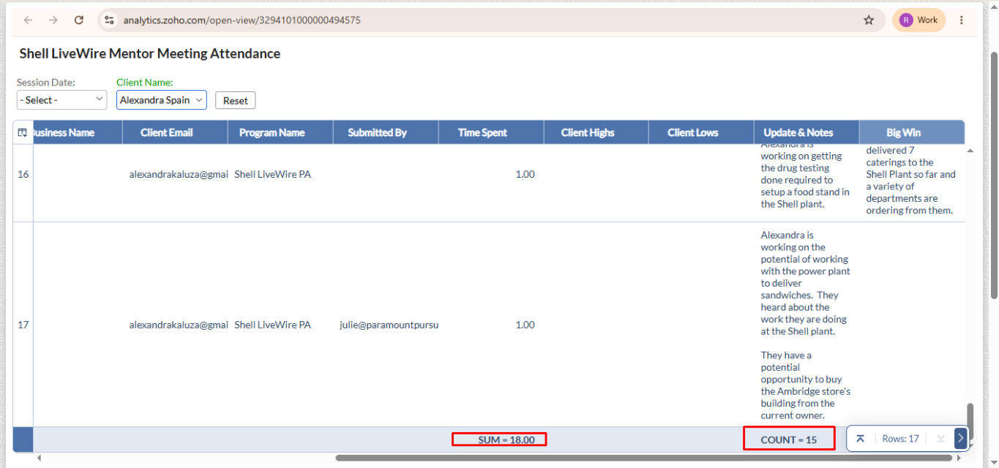 analytics.zoho.com/open-view/3294101000000494575
R Work
Shell LiveWire Mentor Meeting Attendance
Session Date:
Client Name:
- Select -
Alexandra Spain
Reset
usiness Name
Client Email
Program Name
Submitted By
Time Spent
Client Highs
Client Lows
Update & Notes
Big Win
16
alexandrakaluza@gmai
Shell LiveWire PA
1.00
Alexandra is
working on getting
the drug testing
done required to
setup a food stand in
the Shell plant.
delivered 7
caterings to the
Shell Plant so far and
a variety of
departments are
ordering from them.
17
alexandrakaluza@gmai
Shell LiveWire PA
julie@paramountpursu
1.00
Alexandra is
working on the
potential of working
with the power plant
to deliver
sandwiches. They
heard about the
work they are doing
at the Shell plant.
They have a
potential
opportunity to buy
the Ambridge store's
building from the
current owner.
SUM = 18.00
COUNT = 15
Rows: 17